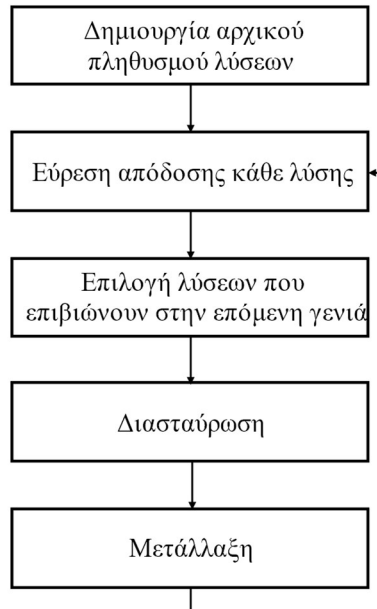 Δημιουργία αρχικού
πληθυσμού λύσεων
Εύρεση απόδοσης κάθε λύσης
Επιλογή λύσεων που
επιβιώνουν στην επόμενη γενιά
Διασταύρωση
Μετάλλαξη